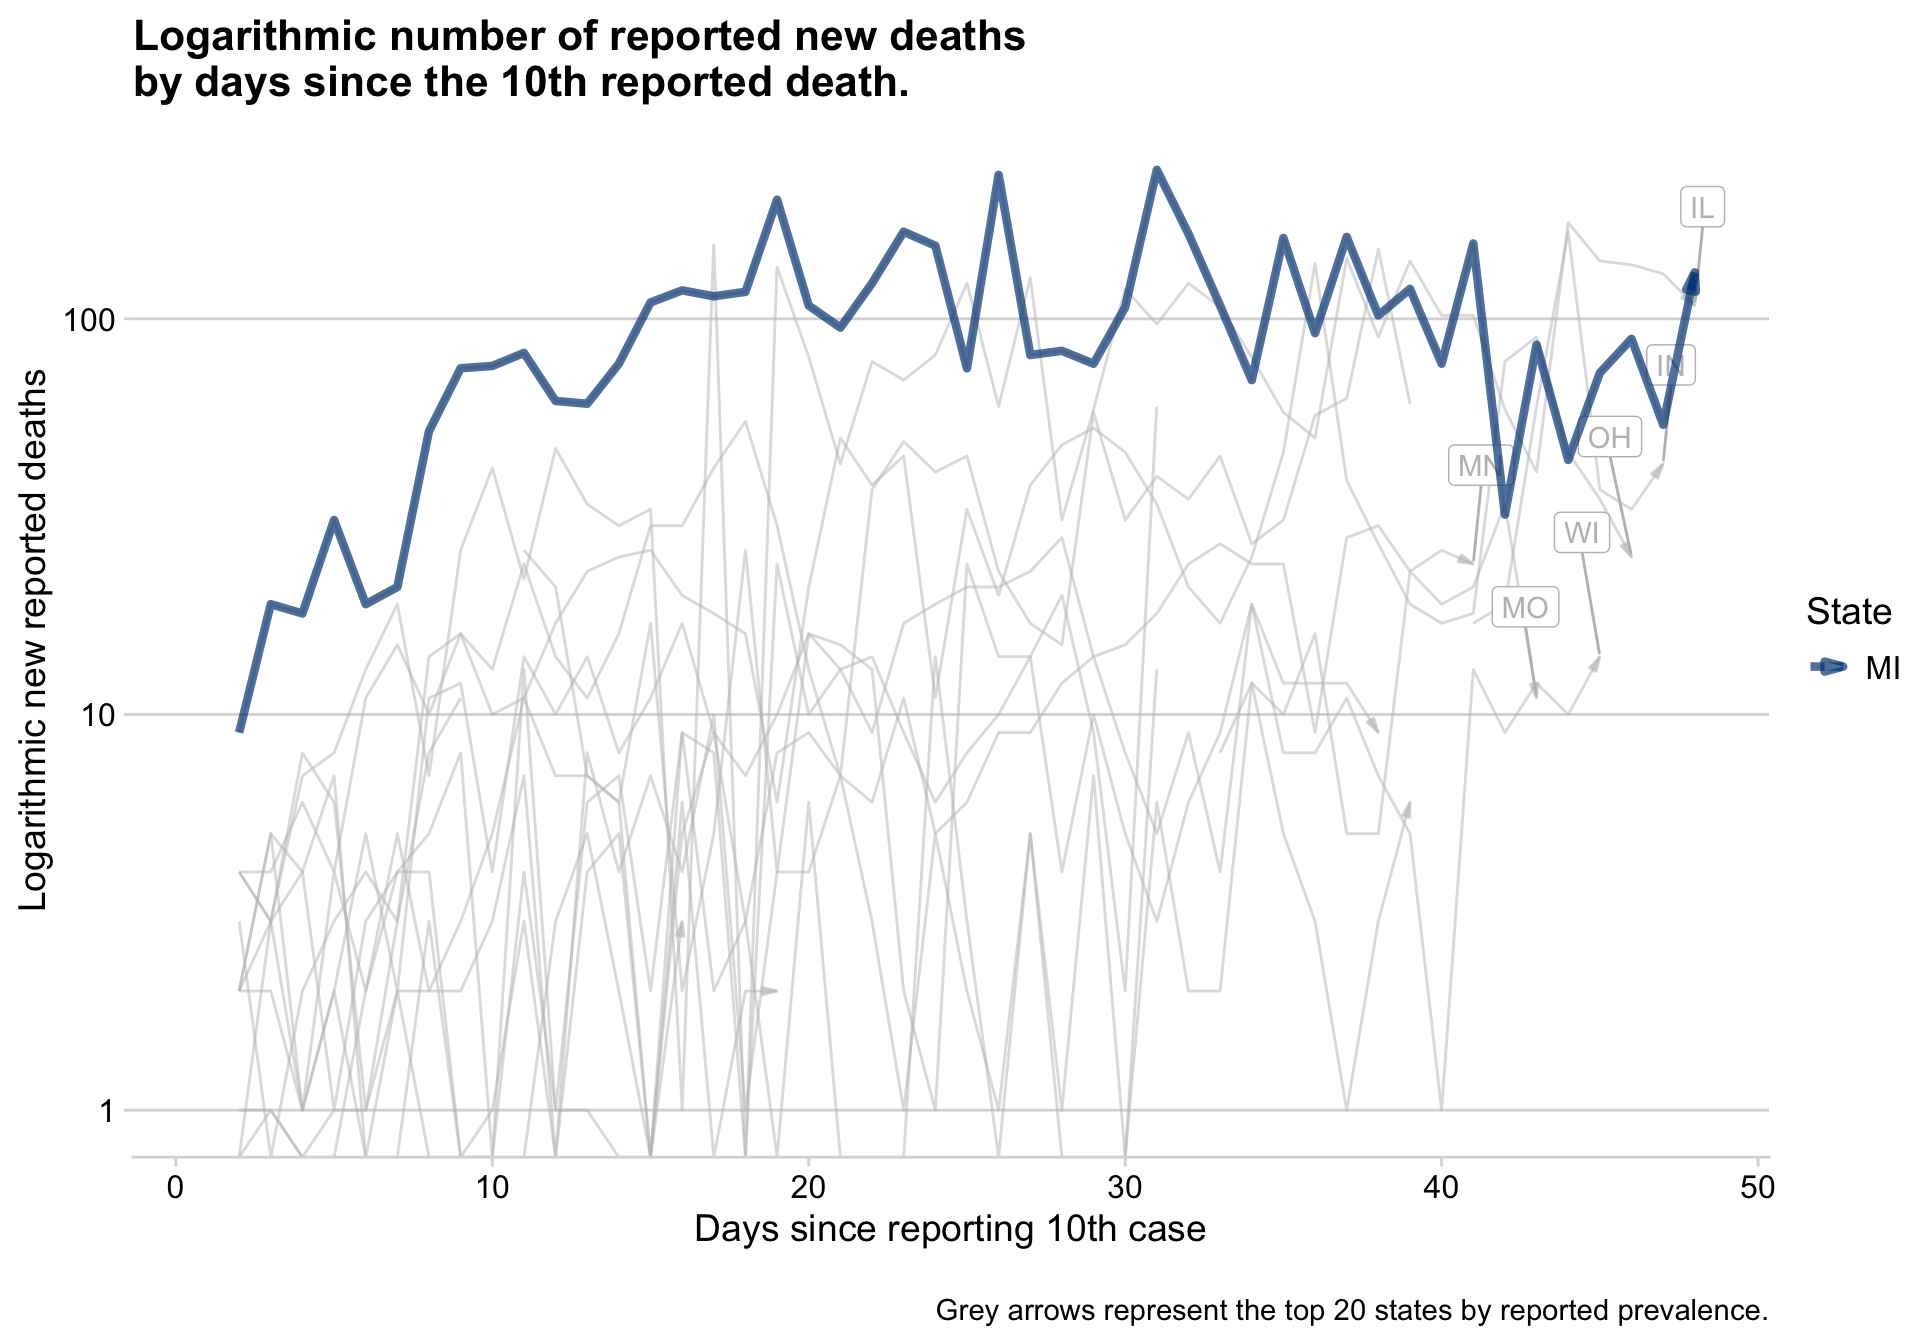 Logarithmic number of reported new deaths
by days since the 10th reported death.
Logarithmic new reported deaths
100
10
1
IL
IN
OH
MN
WI
MO
State
MI
0 10 20 30 40 50
Days since reporting 10th case
Grey arrows represent the top 20 states by reported prevalence.